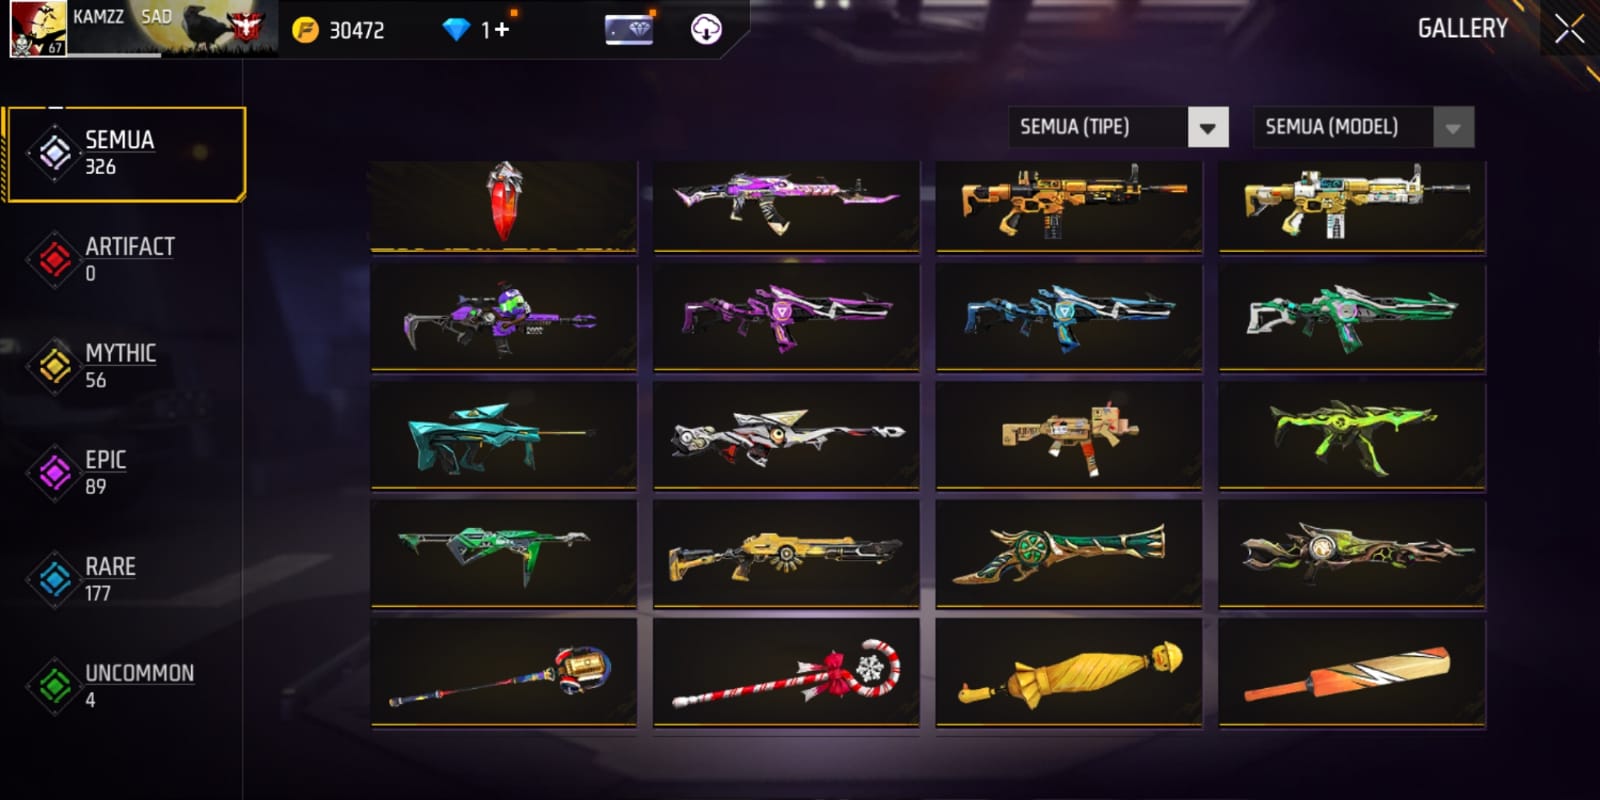 KAMZZ SAD
67
30472
1+
GALLERY
SEMUA (TIPE)
SEMUA (MODEL)
SEMUA
326
ARTIFACT
0
MYTHIC
56
EPIC
89
RARE
177
UNCOMMON
4